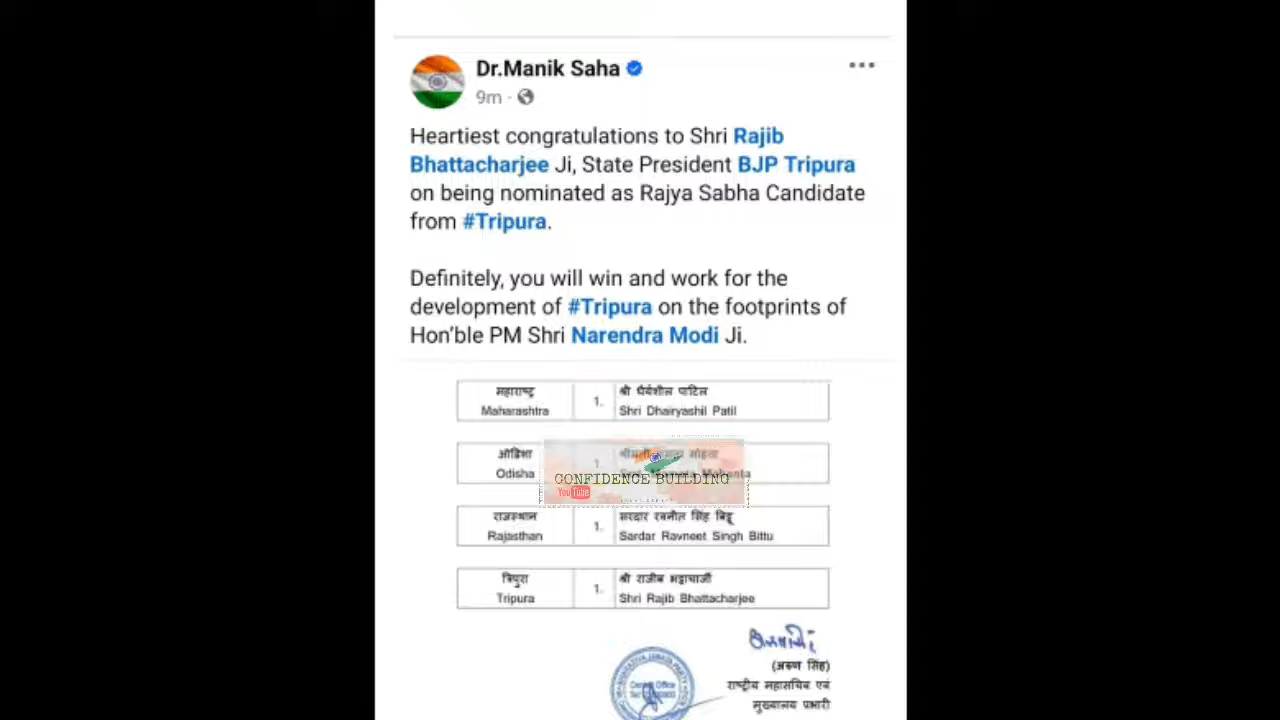 Dr.Manik Saha
9m
Heartiest congratulations to Shri Rajib
Bhattacharjee Ji, State President BJP Tripura
on being nominated as Rajya Sabha Candidate
from #Tripura.
Definitely, you will win and work for the
development of #Tripura on the footprints of
Hon'ble PM Shri Narendra Modi Ji.
महाराष्ट्र
Maharashtra
1.
श्री धैर्यशील पाटिल
Shri Dhairyashil Patil
ओडिशा
Odisha
1.
CONFIDENCE BUILDING
YouTube
राजस्थान
Rajasthan
1.
सरदार रवनीत सिंह बिट्टू
Sardar Ravneet Singh Bittu
त्रिपुरा
Tripura
1.
श्री राजीब भट्टाचार्जी
Shri Rajib Bhattacharjee
(अरुण सिंह)
राष्ट्रीय महासचिव एवं
मुख्यालय प्रभारी